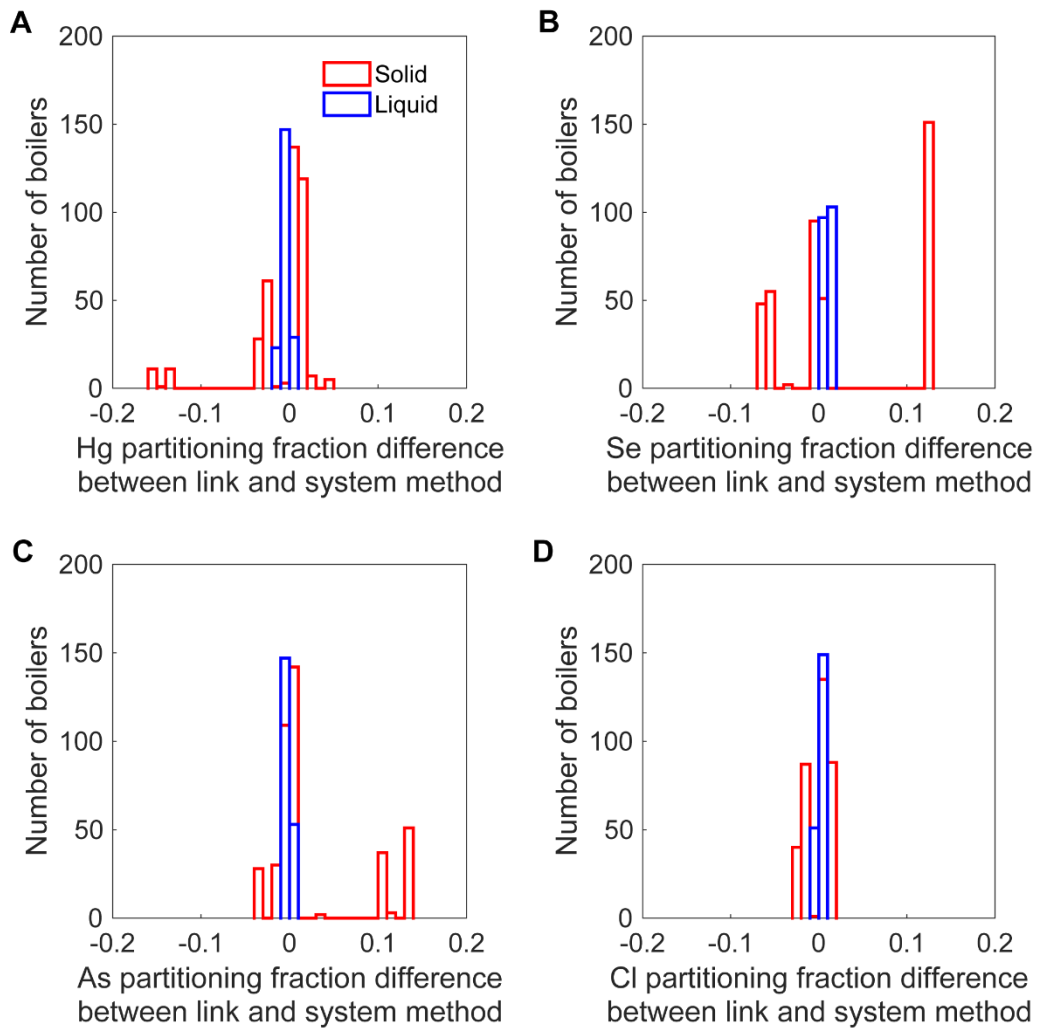 A
200
150
100
50
0
Number of boilers
Solid
Liquid
-0.2 -0.1 0 0.1 0.2
Hg partitioning fraction difference
between link and system method
B
200
150
100
50
0
Number of boilers
-0.2 -0.1 0 0.1 0.2
Se partitioning fraction difference
between link and system method
C
200
150
100
50
0
Number of boilers
-0.2 -0.1 0 0.1 0.2
As partitioning fraction difference
between link and system method
D
200
150
100
50
0
Number of boilers
-0.2 -0.1 0 0.1 0.2
Cl partitioning fraction difference
between link and system method